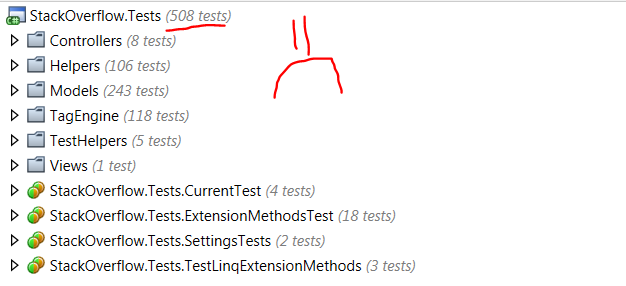 StackOverflow.Tests (508 tests)
Controllers (8 tests)
Helpers (106 tests)
Models (243 tests)
TagEngine (118 tests)
TestHelpers (5 tests)
Views (1 test)
StackOverflow.Tests.CurrentTest (4 tests)
StackOverflow.Tests.ExtensionMethodsTest (18 tests)
StackOverflow.Tests.SettingsTests (2 tests)
StackOverflow.Tests.TestLinqExtensionMethods (3 tests)